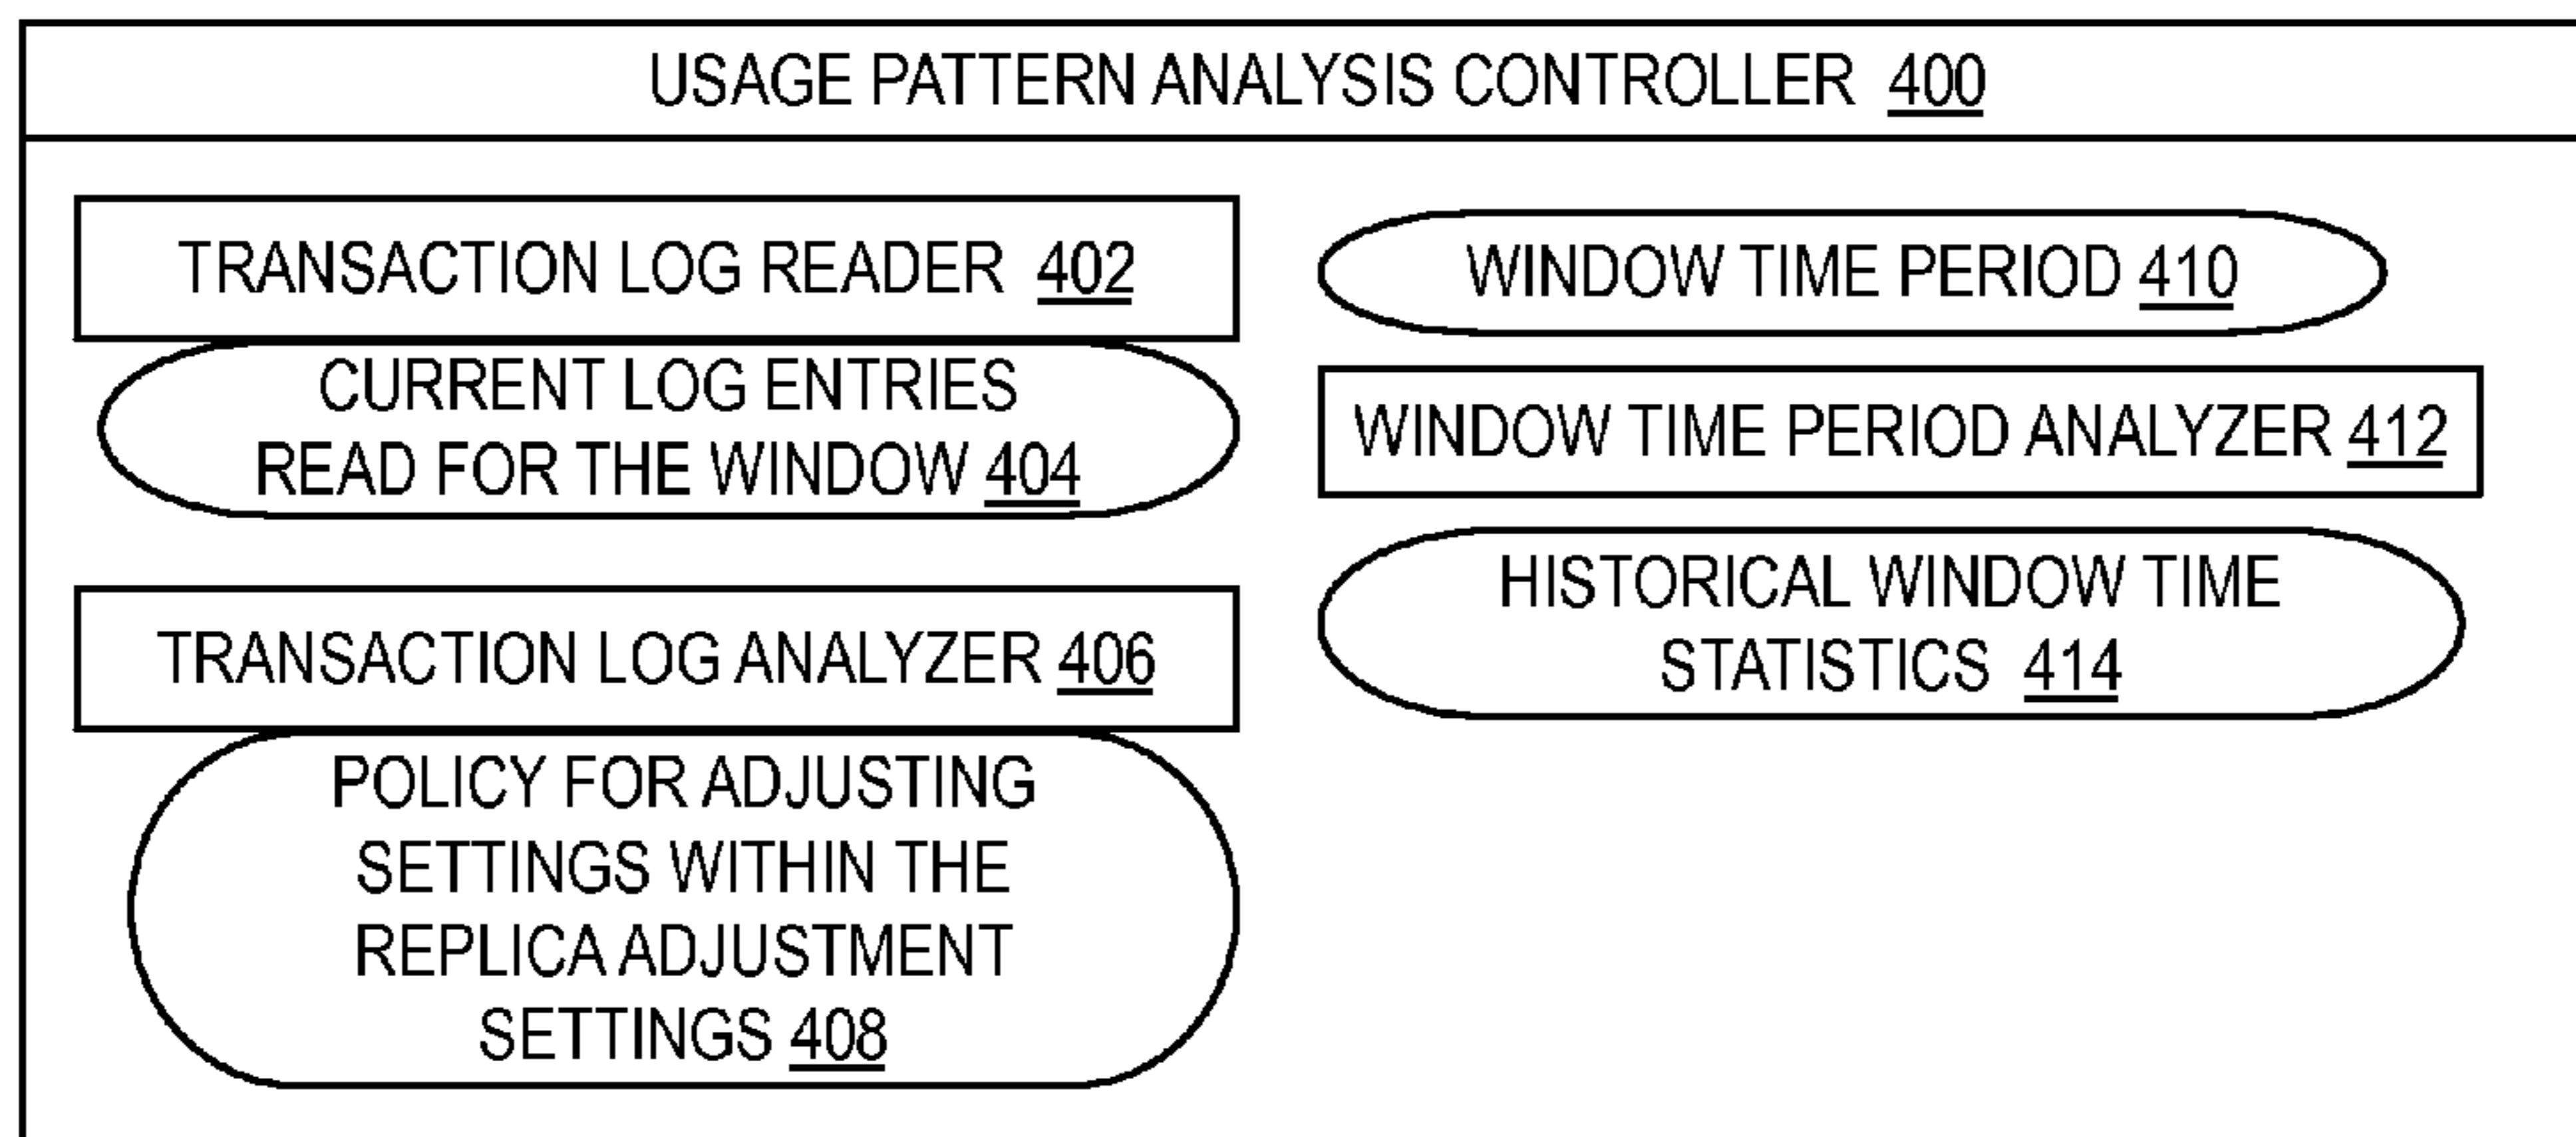 USAGE PATTERN ANALYSIS CONTROLLER 400
TRANSACTION LOG READER 402
CURRENT LOG ENTRIES
READ FOR THE WINDOW 404
TRANSACTION LOG ANALYZER 406
POLICY FOR ADJUSTING
SETTINGS WITHIN THE
REPLICA ADJUSTMENT
SETTINGS 408
WINDOW TIME PERIOD 410
WINDOW TIME PERIOD ANALYZER 412
HISTORICAL WINDOW TIME
STATISTICS 414